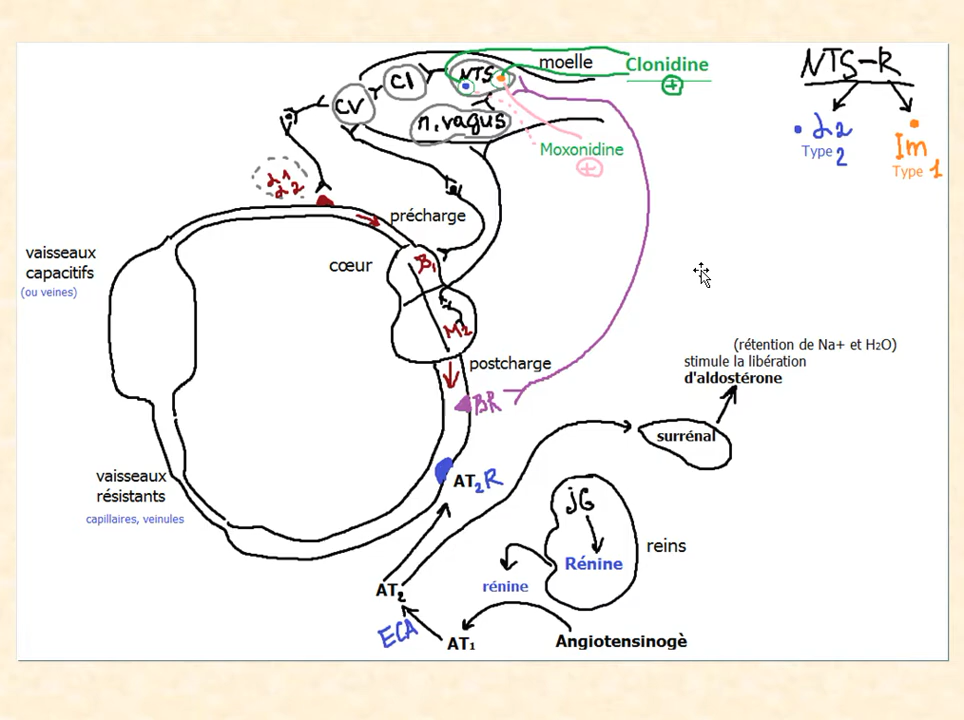 moelle
Clonidine
+
NTS-R
NTS
CI
CV
n. vagus
Moxonidine
+
α2
Type 2
Im
Type 1
α1
α2
précharge
cœur
β1
M2
vaisseaux
capacitifs
(ou veines)
postcharge
BR
(rétention de Na+ et H2O)
stimule la libération
d'aldostérone
surrénal
vaisseaux
résistants
capillaires, veinules
AT2R
jG
Rénine
reins
rénine
AT2
ECA
AT1
Angiotensinogè